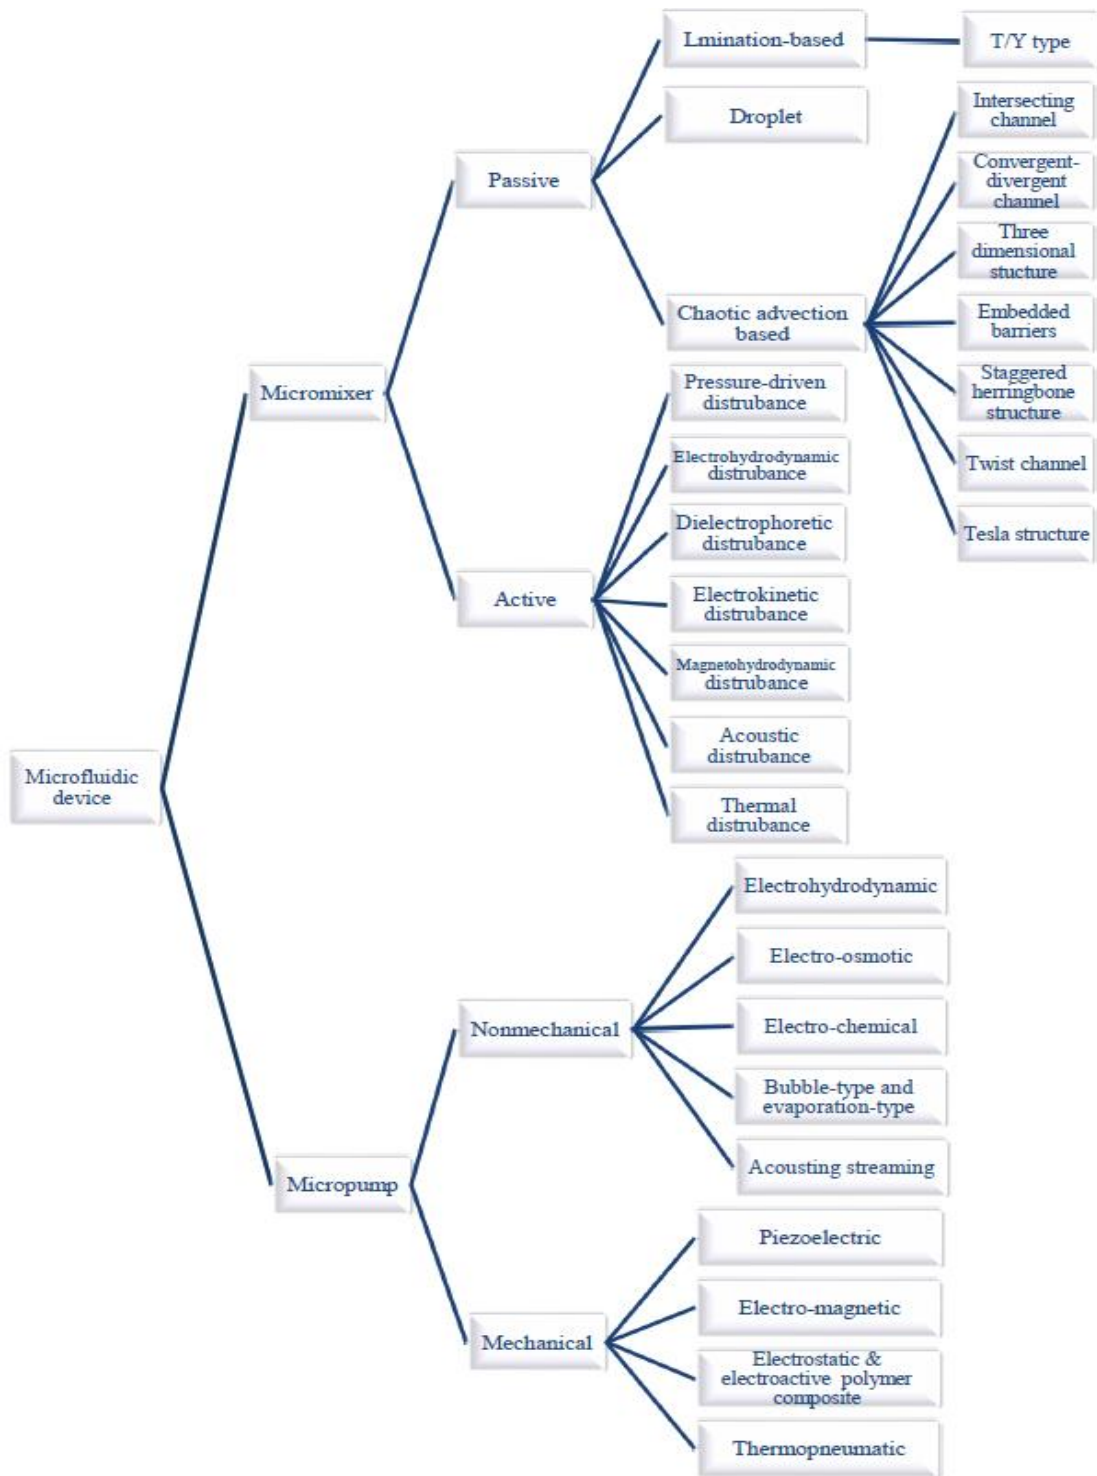 Lmination-based
T/Y type
Droplet
Intersecting
channel
Passive
Convergent-
divergent
channel
Three
dimensional
stucture
Chaotic advection
based
Embedded
barriers
Micromixer
Pressure-driven
distrubance
Staggered
herringbone
structure
Electrohydrodynamic
distrubance
Twist channel
Dielectrophoretic
distrubance
Tesla structure
Active
Electrokinetic
distrubance
Magnetohydrodynamic
distrubance
Acoustic
distrubance
Microfluidic
device
Thermal
distrubance
Electrohydrodynamic
Electro-osmotic
Nonmechanical
Electro-chemical
Bubble-type and
evaporation-type
Acousting streaming
Micropump
Piezoelectric
Electro-magnetic
Mechanical
Electrostatic &
electroactive polymer
composite
Thermopneumatic